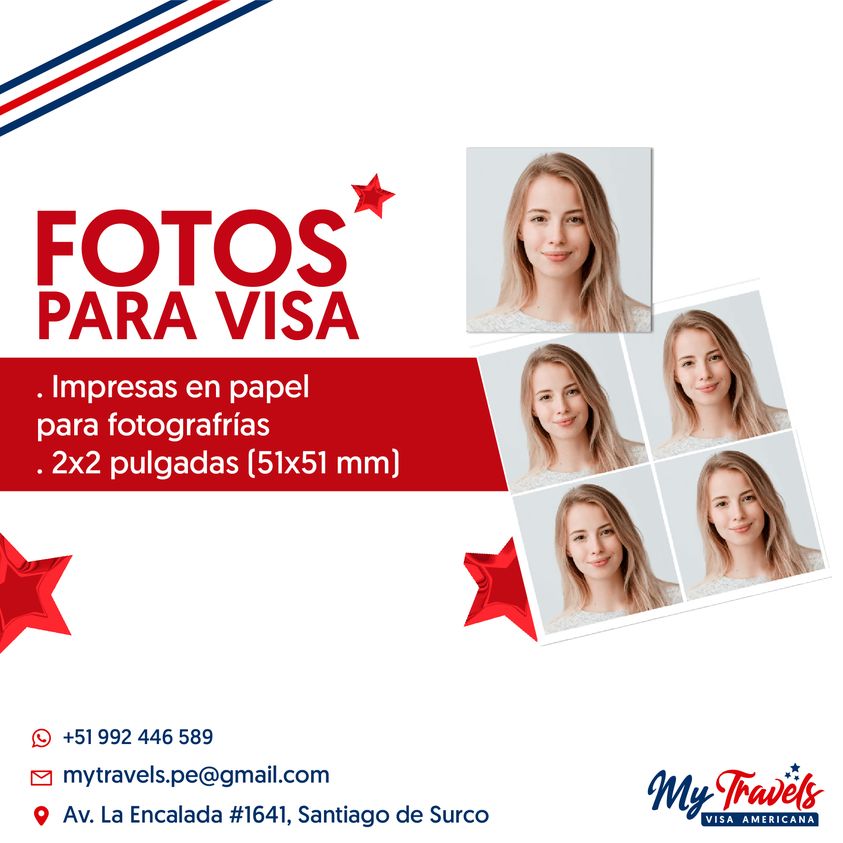 FOTOS
PARA VISA
. Impresas en papel
para fotografrías
. 2x2 pulgadas (51x51 mm)
+51 992 446 589
mytravels.pe@gmail.com
Av. La Encalada #1641, Santiago de Surco
My Travels
VISA AMERICANA